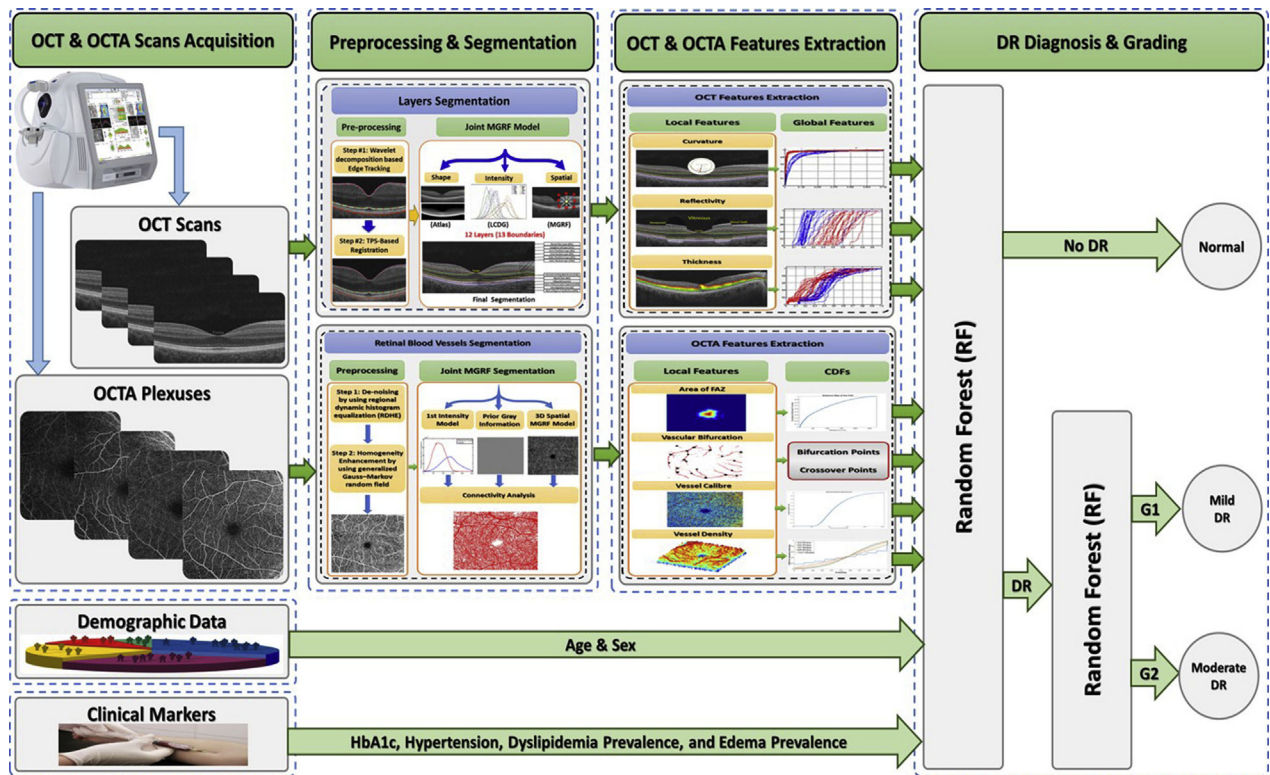 OCT & OCTA Scans Acquisition
OCT Scans
OCTA Plexuses
Demographic Data
Clinical Markers
Preprocessing & Segmentation
Layers Segmentation
Pre-processing
Step #1: Wavelet
decomposition based
Edge Tracking
Step #2: TPS-Based
Registration
Joint MGRF Model
Shape
Intensity
Spatial
(Atlas)
(LCDG)
(MGRF)
12 Layers (13 Boundaries)
Final Segmentation
Retinal Blood Vessels Segmentation
Preprocessing
Step 1: De-noising
by using regional
dynamic histogram
equalization (RDHE)
Step 2: Homogeneity
Enhancement by
using generalized
Gauss–Markov
random field
Joint MGRF Segmentation
1st Intensity
Model
Prior Gray
Information
3D Spatial
MGRF Model
Connectivity Analysis
OCT & OCTA Features Extraction
OCT Features Extraction
Local Features
Global Features
Curvature
Reflectivity
Vitreous
Thickness
OCTA Features Extraction
Local Features
CDFs
Area of FAZ
Vascular Bifurcation
Bifurcation Points
Crossover Points
Vessel Calibre
Vessel Density
Age & Sex
HbA1c, Hypertension, Dyslipidemia Prevalence, and Edema Prevalence
DR Diagnosis & Grading
Random Forest (RF)
No DR
Normal
DR
Random Forest (RF)
G1
Mild
DR
G2
Moderate
DR